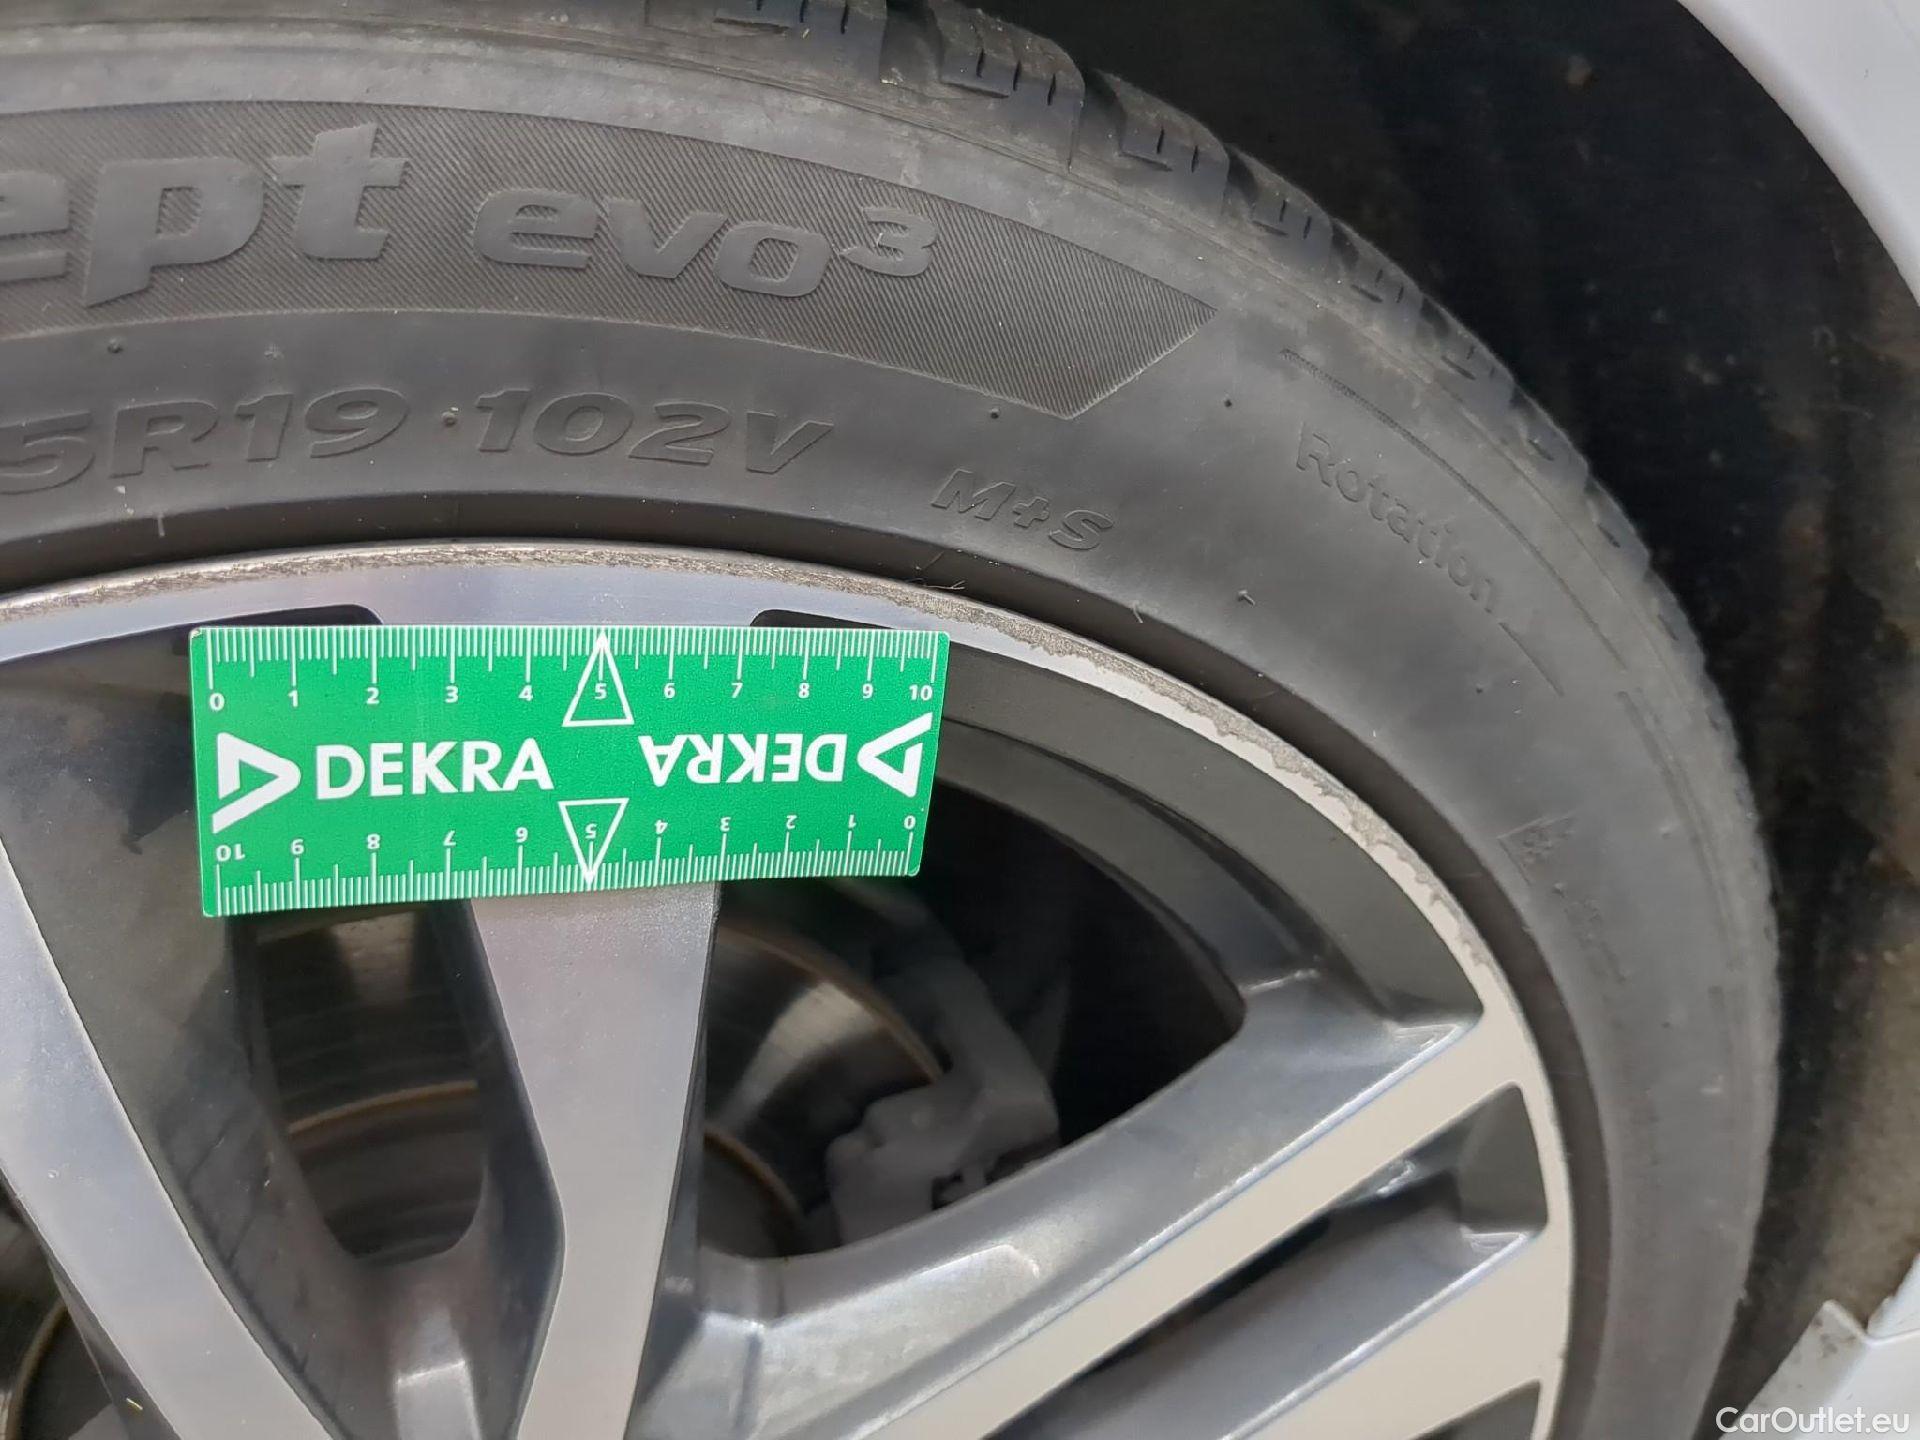 ept evo3
5R19 102V
M+S
Rotation
0 1 2 3 4 5 6 7 8 9 10
DEKRA DEKRA
10 9 8 7 6 5 4 3 2 1 0
CarOutlet.eu